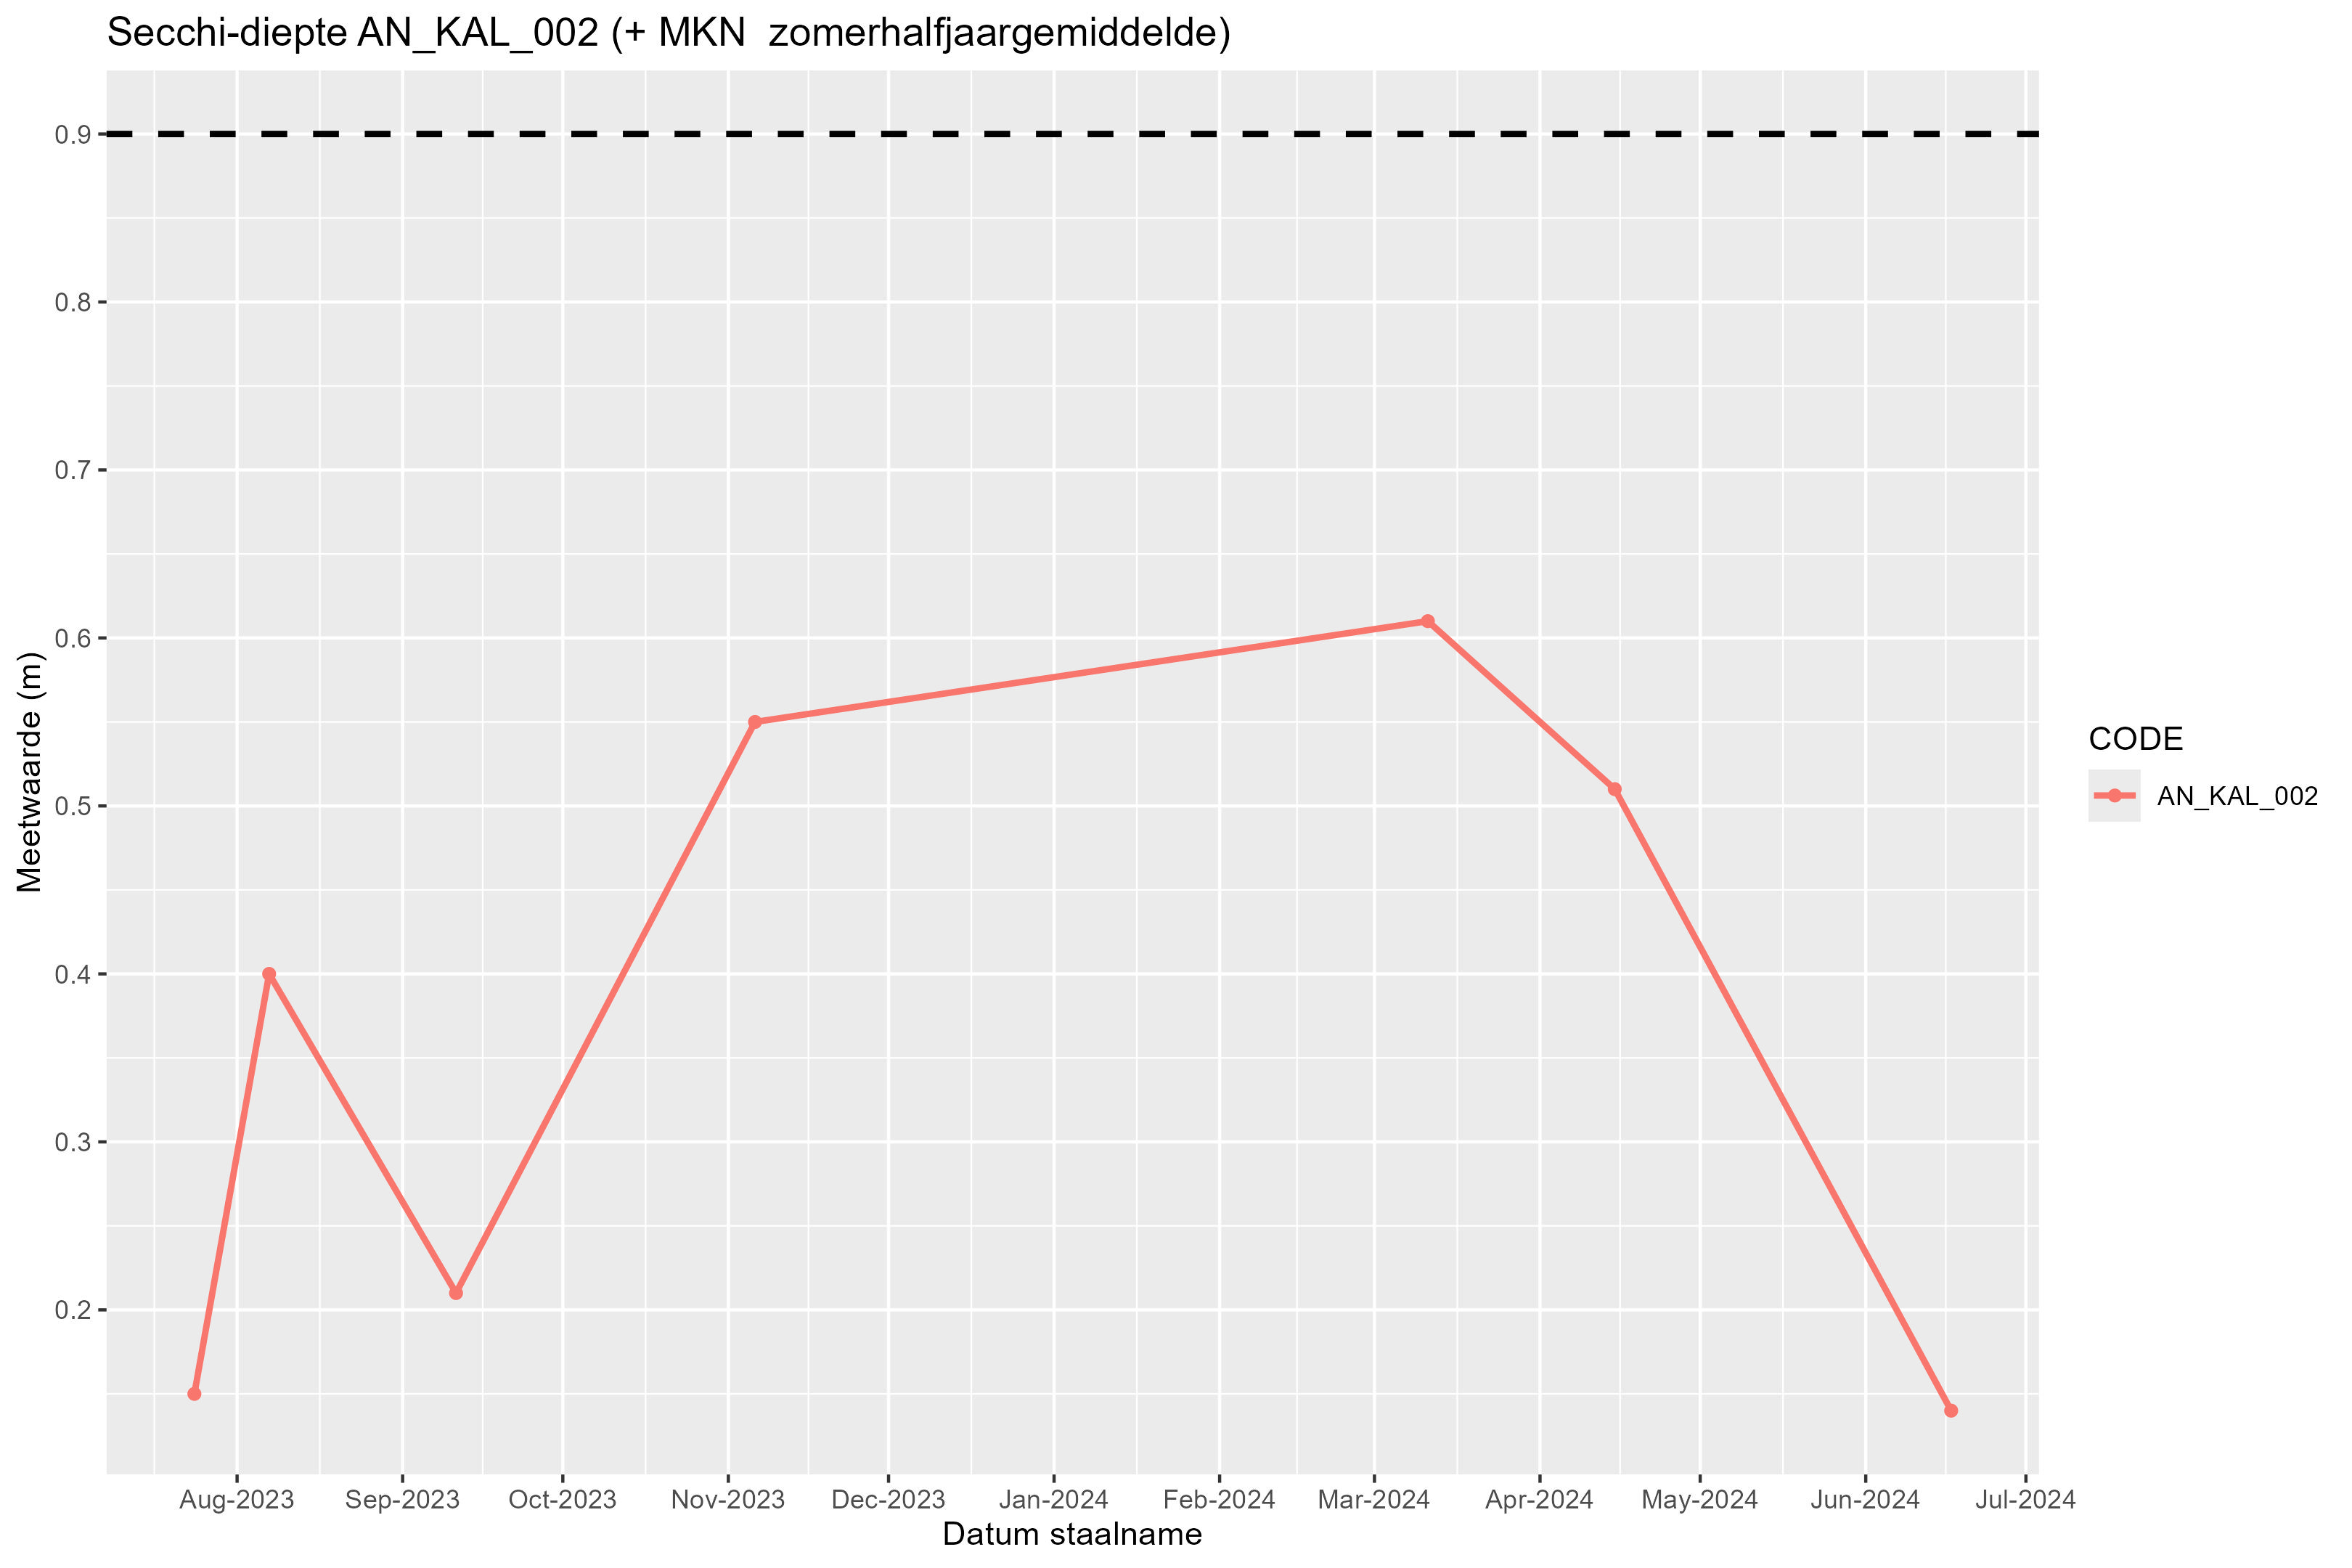 Secchi-diepte AN_KAL_002 (+ MKN  zomerhalfjaargemiddelde)
Meetwaarde (m)
0.9
0.8
0.7
0.6
0.5
0.4
0.3
0.2
Aug-2023 Sep-2023 Oct-2023 Nov-2023 Dec-2023 Jan-2024 Feb-2024 Mar-2024 Apr-2024 May-2024 Jun-2024 Jul-2024
Datum staalname
CODE
AN_KAL_002